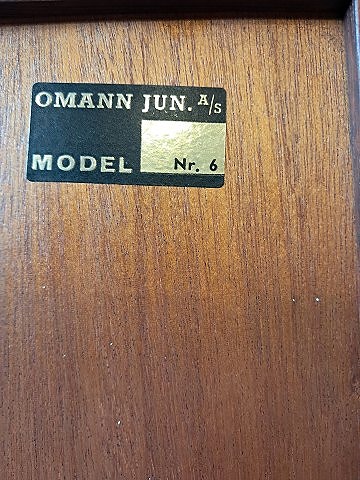 OMANN JUN. A/S
MODEL Nr. 6